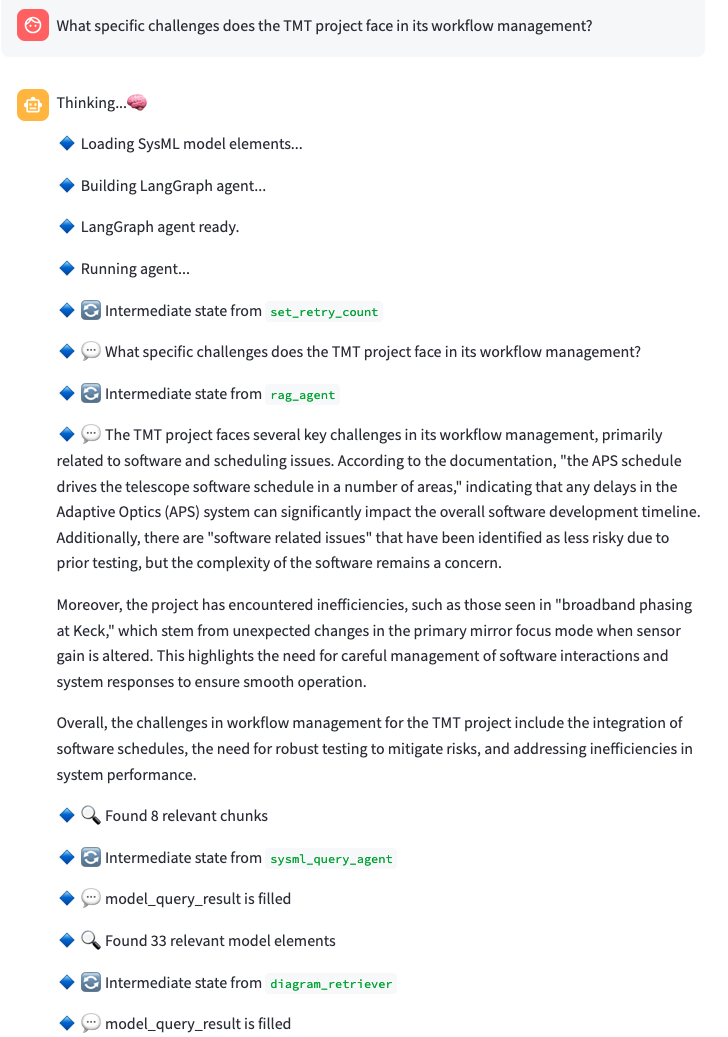 What specific challenges does the TMT project face in its workflow management?
Thinking...
Loading SysML model elements...
Building LangGraph agent...
LangGraph agent ready.
Running agent...
Intermediate state from set_retry_count
What specific challenges does the TMT project face in its workflow management?
Intermediate state from rag_agent
The TMT project faces several key challenges in its workflow management, primarily
related to software and scheduling issues. According to the documentation, "the APS schedule
drives the telescope software schedule in a number of areas," indicating that any delays in the
Adaptive Optics (APS) system can significantly impact the overall software development timeline.
Additionally, there are "software related issues" that have been identified as less risky due to
prior testing, but the complexity of the software remains a concern.
Moreover, the project has encountered inefficiencies, such as those seen in "broadband phasing
at Keck," which stem from unexpected changes in the primary mirror focus mode when sensor
gain is altered. This highlights the need for careful management of software interactions and
system responses to ensure smooth operation.
Overall, the challenges in workflow management for the TMT project include the integration of
software schedules, the need for robust testing to mitigate risks, and addressing inefficiencies in
system performance.
Found 8 relevant chunks
Intermediate state from sysml_query_agent
model_query_result is filled
Found 33 relevant model elements
Intermediate state from diagram_retriever
model_query_result is filled